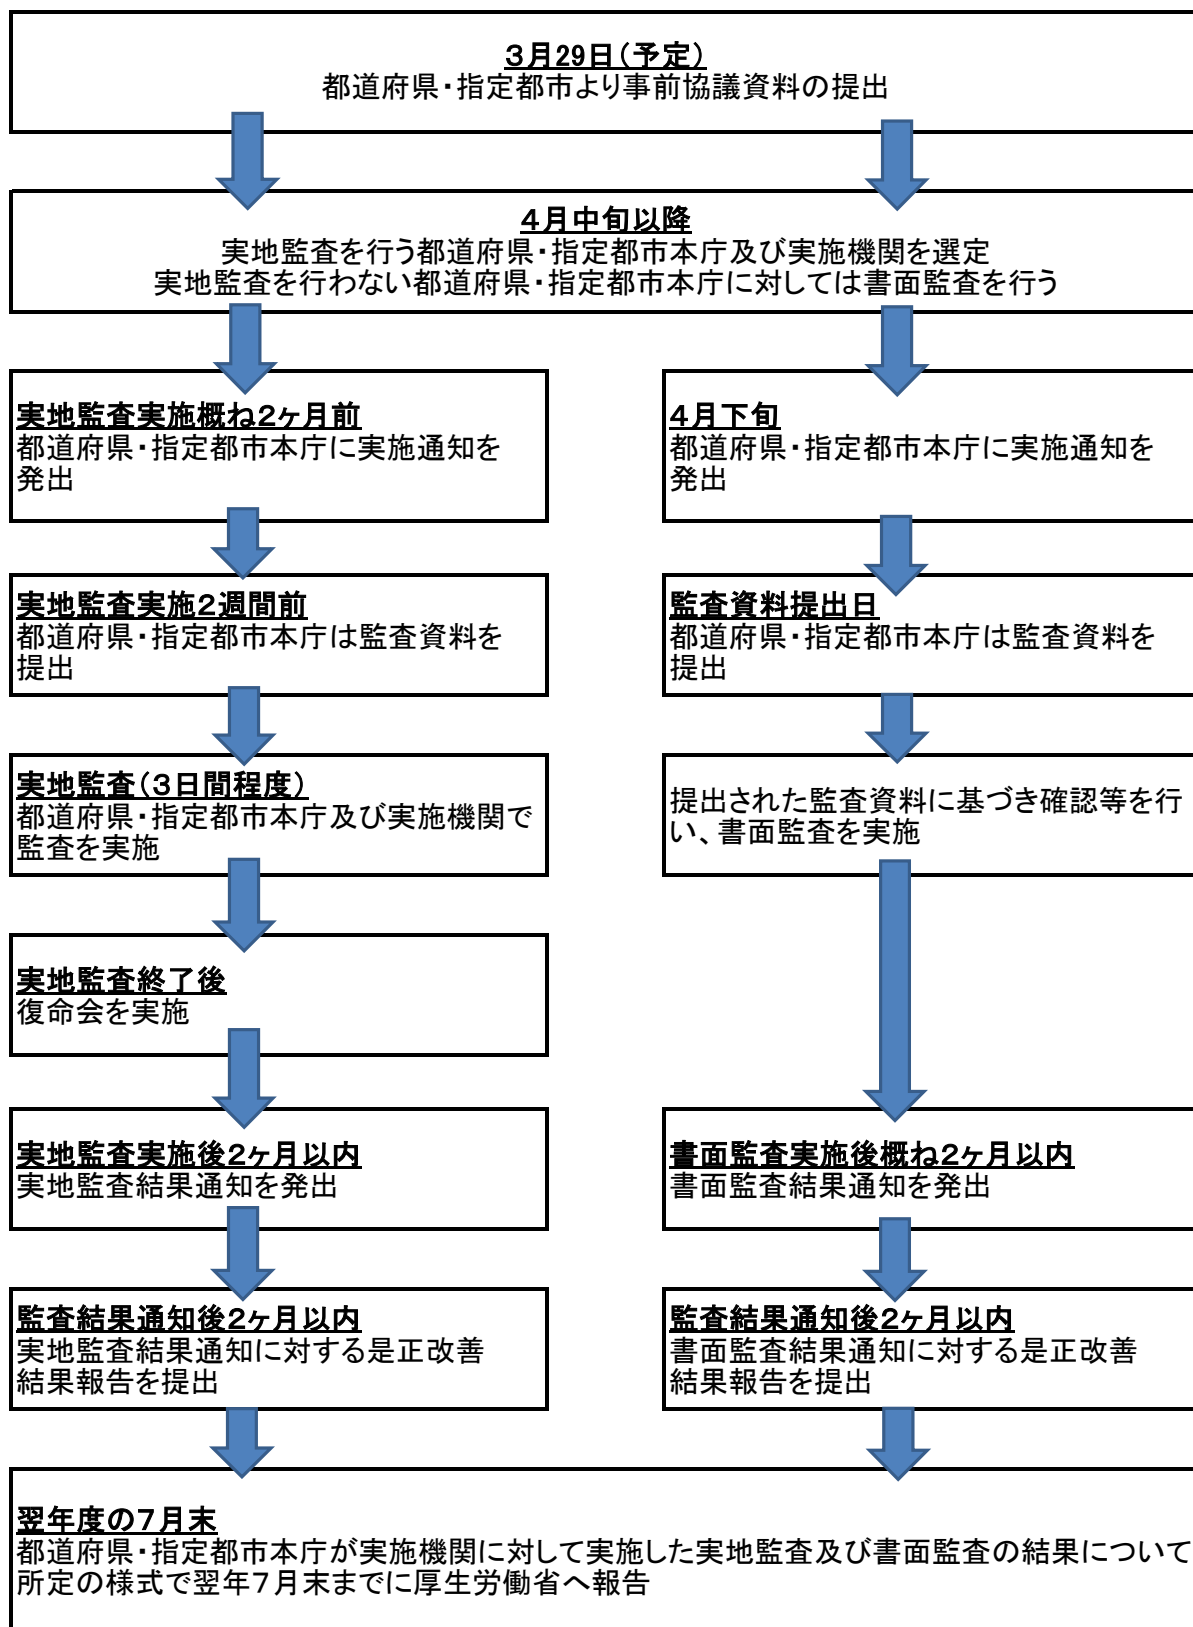 ３月29日（予定）
都道府県・指定都市より事前協議資料の提出
４月中旬以降
実地監査を行う都道府県・指定都市本庁及び実施機関を選定
実地監査を行わない都道府県・指定都市本庁に対しては書面監査を行う
実地監査実施概ね２ヶ月前
都道府県・指定都市本庁に実施通知を
発出
４月下旬
都道府県・指定都市本庁に実施通知を
発出
実地監査実施２週間前
都道府県・指定都市本庁は監査資料を
提出
監査資料提出日
都道府県・指定都市本庁は監査資料を
提出
実地監査（３日間程度）
都道府県・指定都市本庁及び実施機関で
監査を実施
提出された監査資料に基づき確認等を行
い、書面監査を実施
実地監査終了後
復命会を実施
実地監査実施後２ヶ月以内
実地監査結果通知を発出
書面監査実施後概ね２ヶ月以内
書面監査結果通知を発出
監査結果通知後２ヶ月以内
実地監査結果通知に対する是正改善
結果報告を提出
監査結果通知後２ヶ月以内
書面監査結果通知に対する是正改善
結果報告を提出
翌年度の７月末
都道府県・指定都市本庁が実施機関に対して実施した実地監査及び書面監査の結果について
所定の様式で翌年７月末までに厚生労働省へ報告